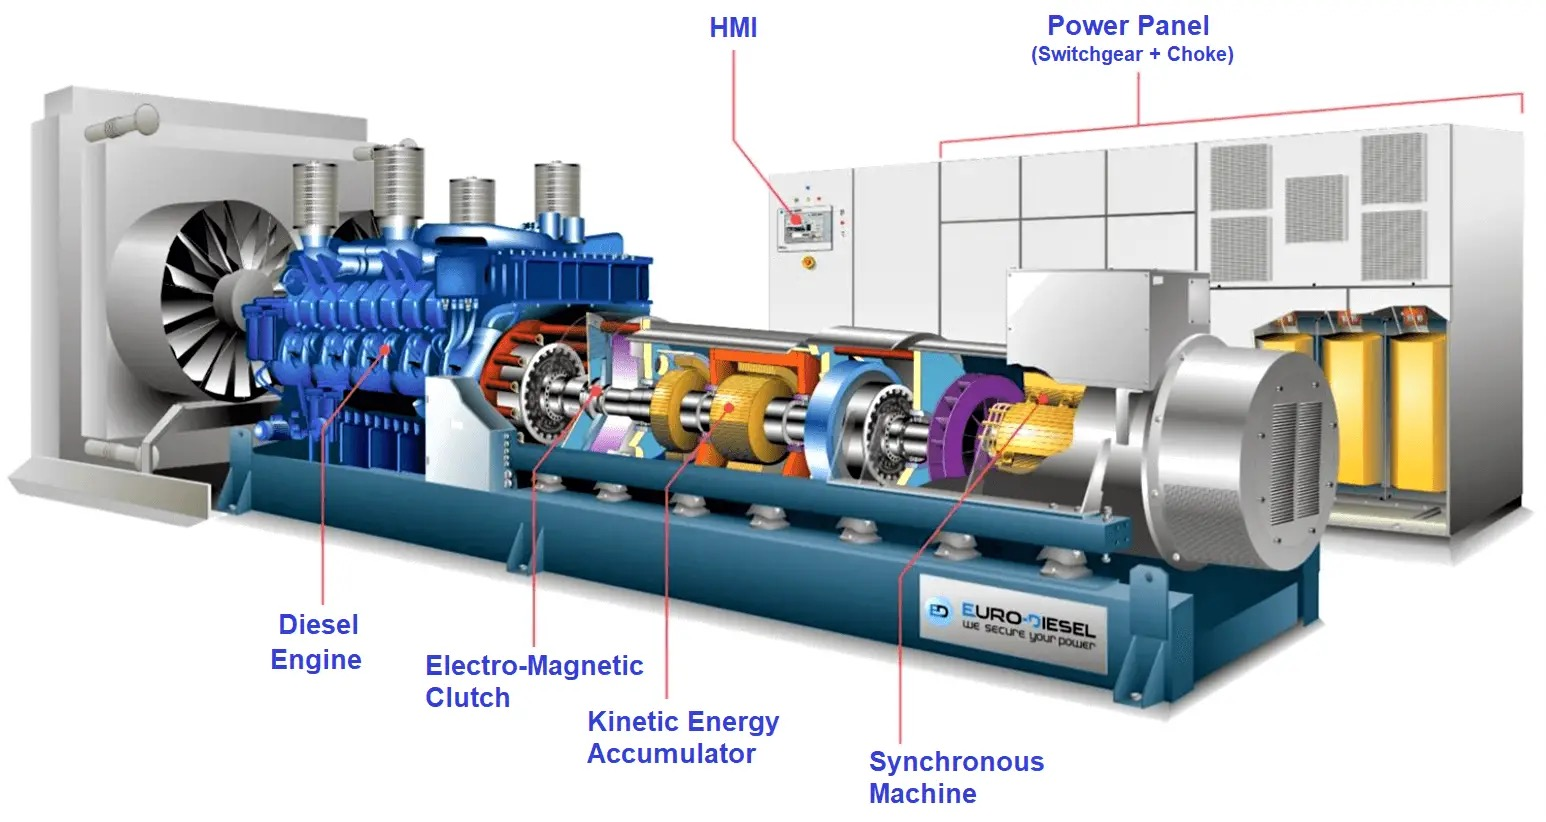 HMI
Power Panel
(Switchgear + Choke)
Diesel
Engine
Electro-Magnetic
Clutch
Kinetic Energy
Accumulator
Synchronous
Machine
ED
EURO-DIESEL
WE SECURE YOUR POWER